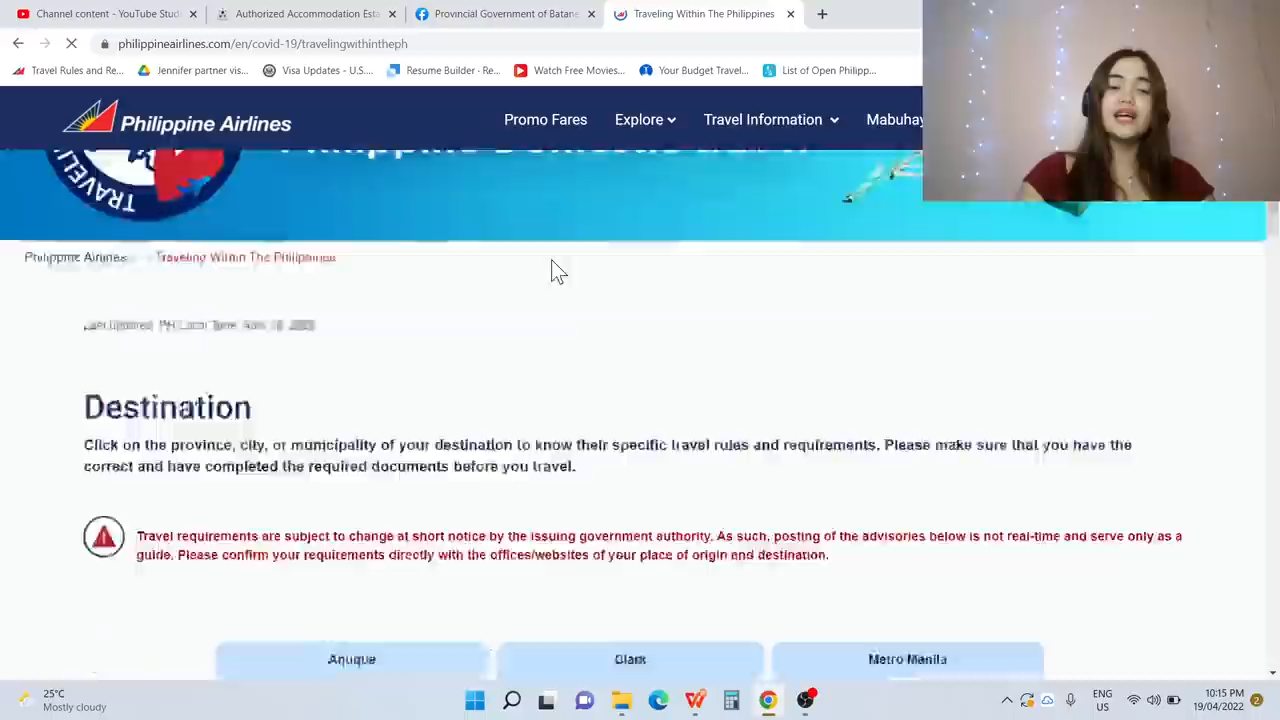 Channel content - YouTube Stud
Authorized Accommodation Esta
Provincial Government of Batane
Traveling Within The Philippines
philippineairlines.com/en/covid-19/travelingwithintheph
Travel Rules and Re...
Jennifer partner vis...
Visa Updates - U.S....
Resume Builder - Re...
Watch Free Movies...
Your Budget Travel...
List of Open Philipp...
Philippine Airlines
Promo Fares
Explore
Travel Information
Mabuhay
TRAVELI
Philippine Airlines
Traveling Within The Philippines
Destination
Click on the province, city, or municipality of your destination to know their specific travel rules and requirements. Please make sure that you have the
correct and have completed the required documents before you travel.
Travel requirements are subject to change at short notice by the issuing government authority. As such, posting of the advisories below is not real-time and serve only as a
guide. Please confirm your requirements directly with the offices/websites of your place of origin and destination.
Clark
Metro Manila
25°C
Mostly cloudy
ENG
US
10:15 PM
19/04/2022
2